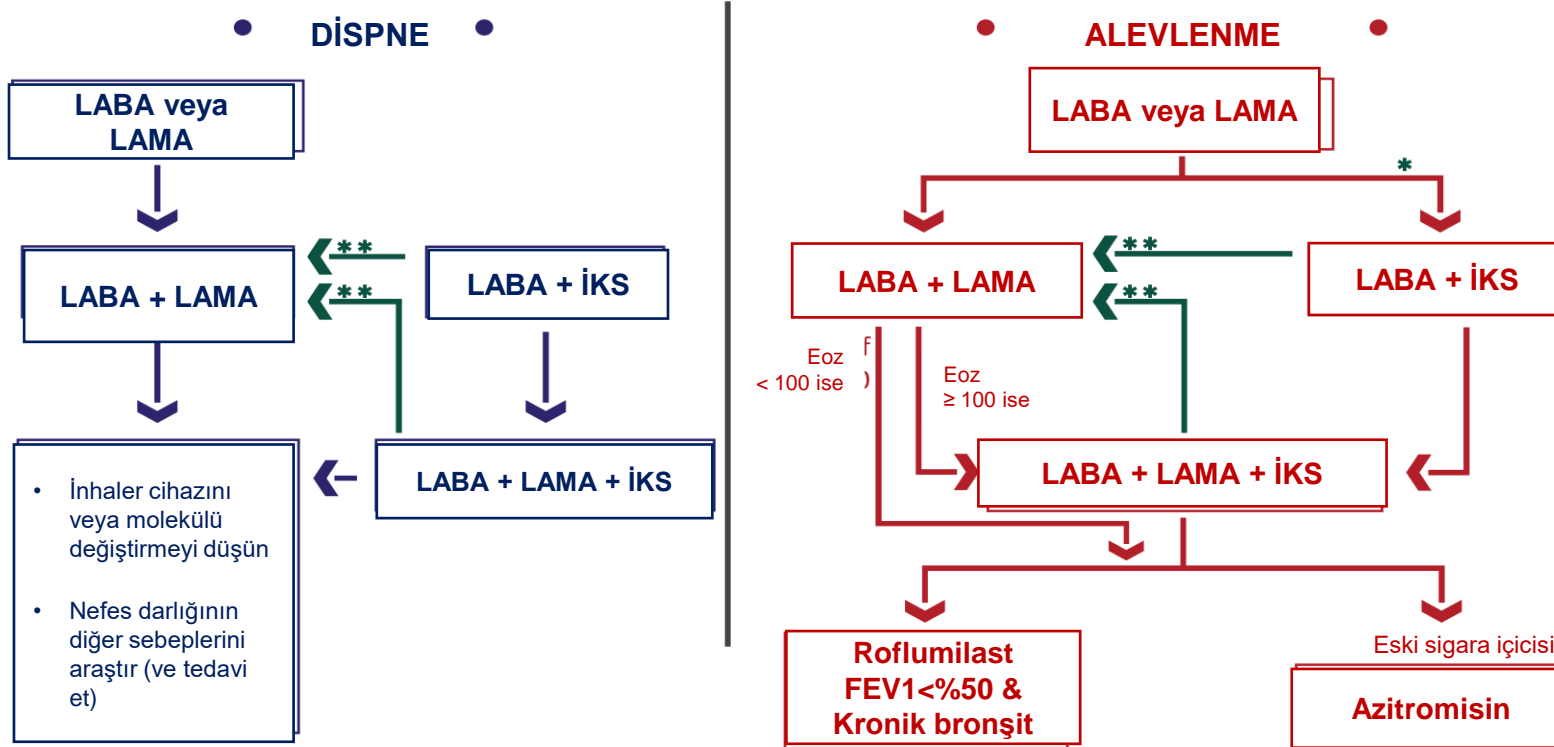 • DİSPNE •
LABA veya
LAMA
LABA + LAMA
**
**
LABA + İKS
LABA + LAMA + İKS
• İnhaler cihazını
veya molekülü
değiştirmeyi düşün
• Nefes darlığının
diğer sebeplerini
araştır (ve tedavi
et)
• ALEVLENME •
LABA veya LAMA
*
LABA + LAMA
**
**
LABA + İKS
Eoz
< 100 ise
Eoz
≥ 100 ise
LABA + LAMA + İKS
Roflumilast
FEV1<%50 &
Kronik bronşit
Eski sigara içicisi
Azitromisin